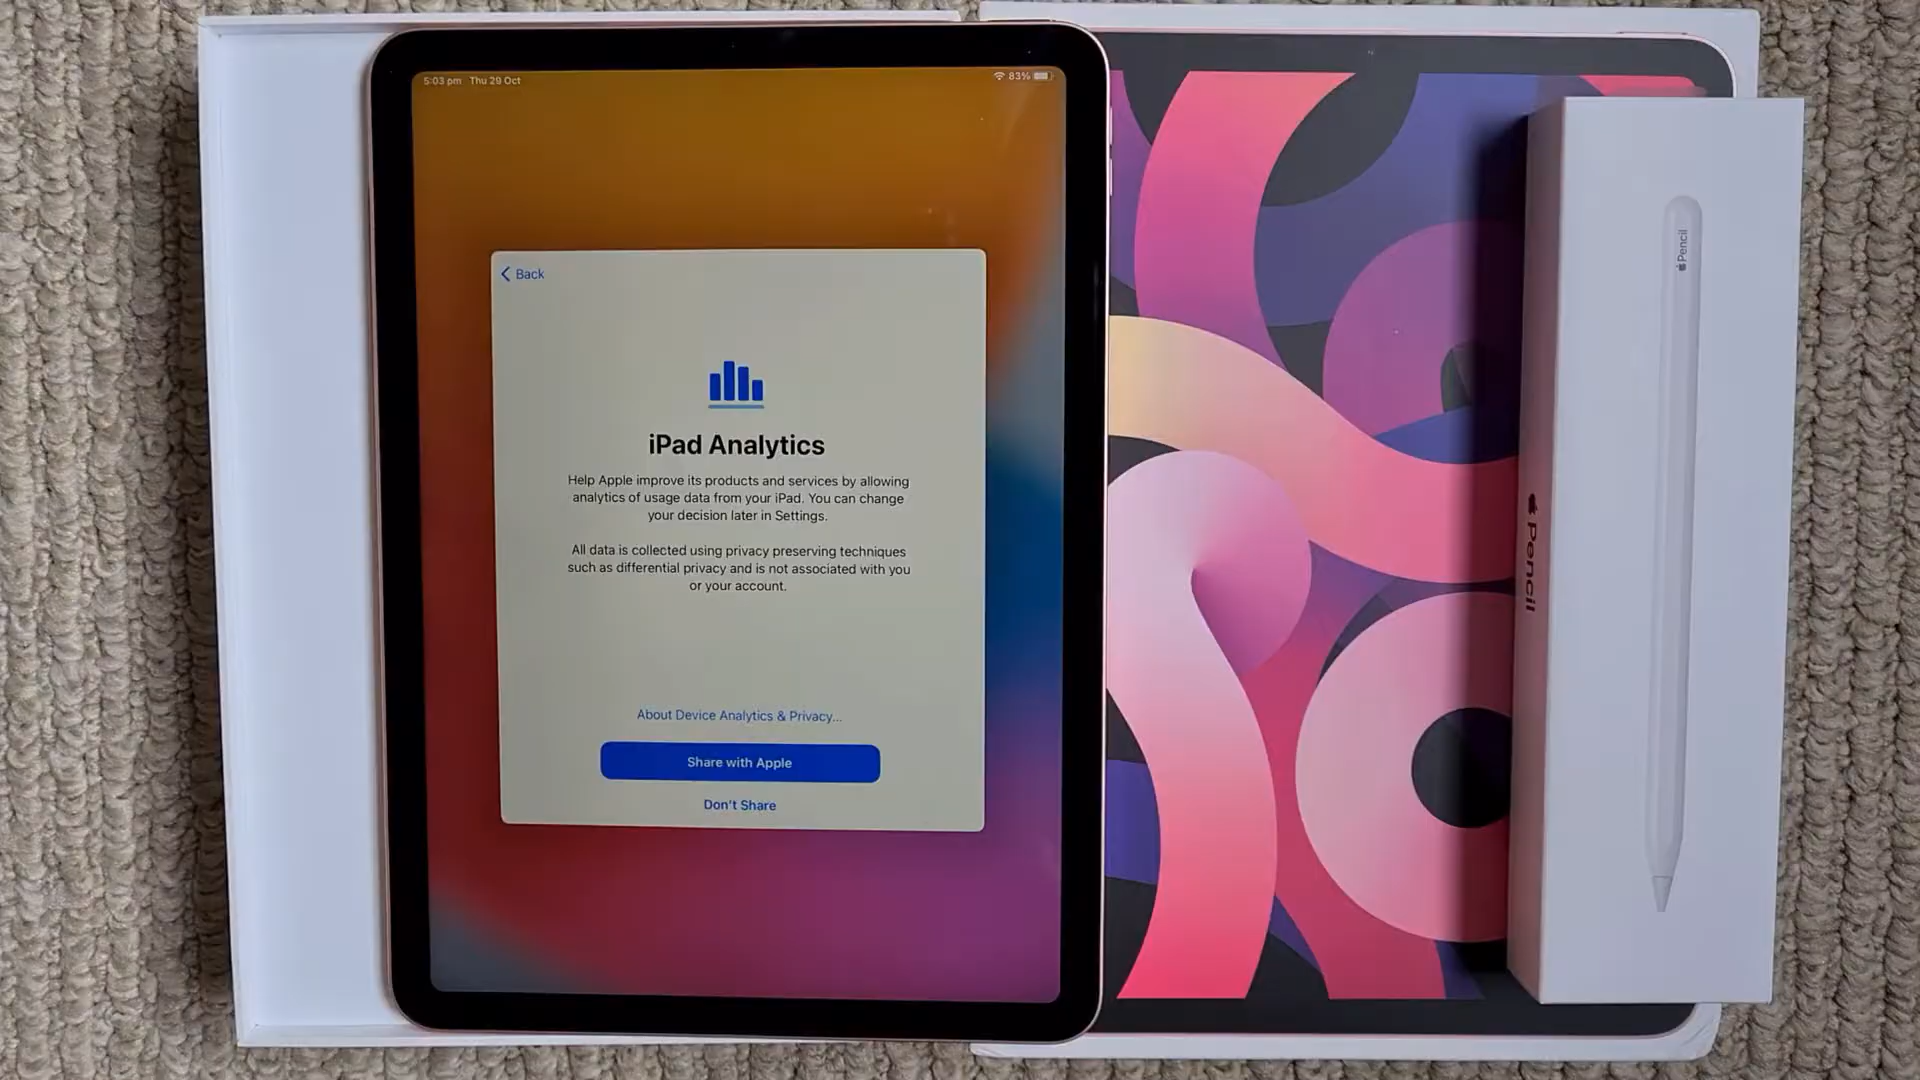 5:03 pm Thu 29 Oct
83%
Back
iPad Analytics
Help Apple improve its products and services by allowing
analytics of usage data from your iPad. You can change
your decision later in Settings.
All data is collected using privacy preserving techniques
such as differential privacy and is not associated with you
or your account.
About Device Analytics & Privacy...
Share with Apple
Don't Share
Pencil
Pencil